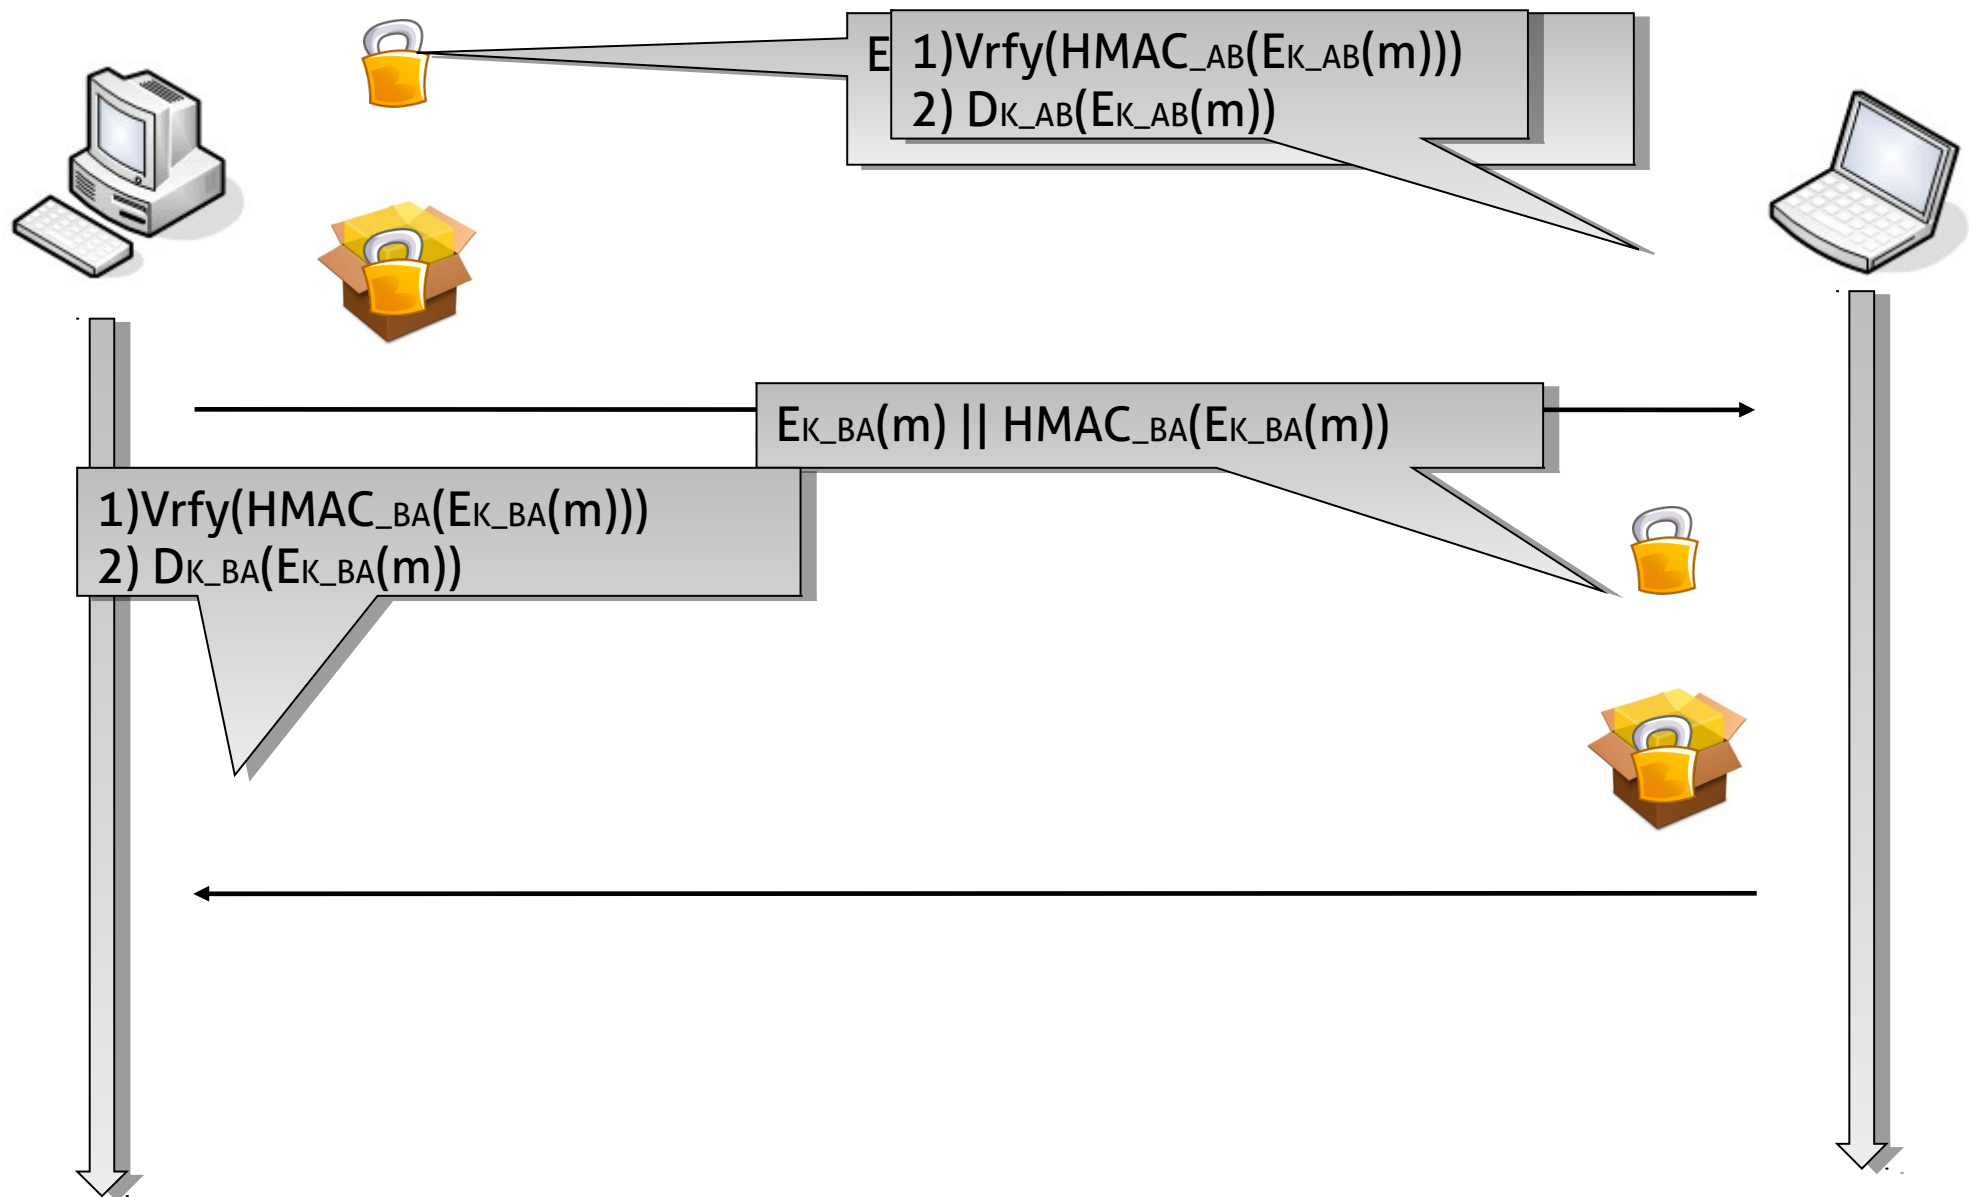 E
1)Vrfy(HMAC_AB(EK_AB(m)))
2) DK_AB(EK_AB(m))
EK_BA(m) || HMAC_BA(EK_BA(m))
1)Vrfy(HMAC_BA(EK_BA(m)))
2) DK_BA(EK_BA(m))